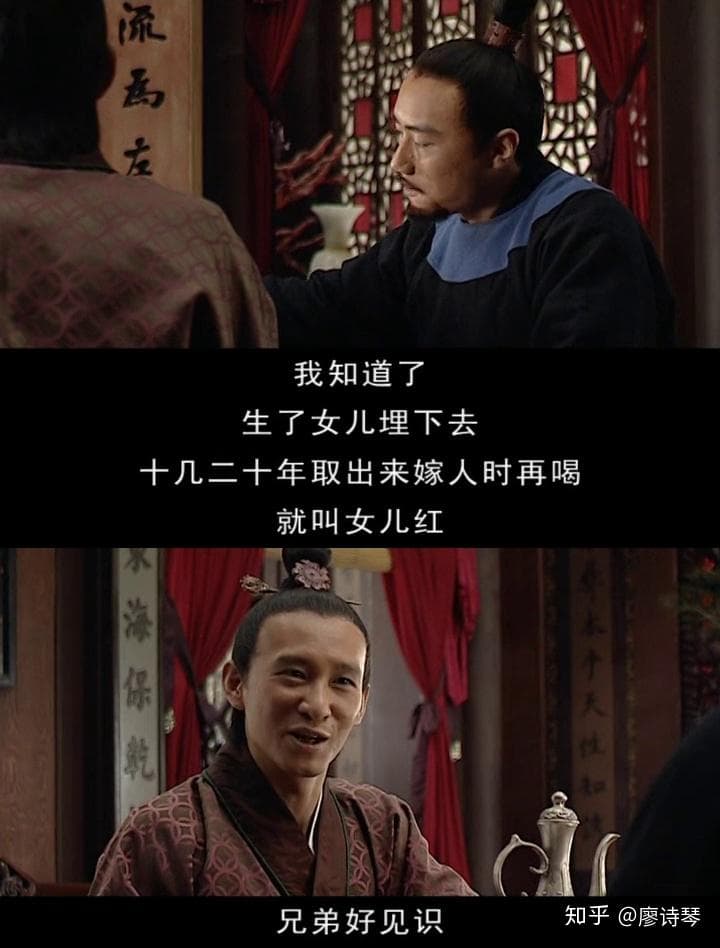 流为左
我知道了
生了女儿埋下去
十几二十年取出来嫁人时再喝
就叫女儿红
东海保乾
兄弟好见识
知乎 @廖诗琴